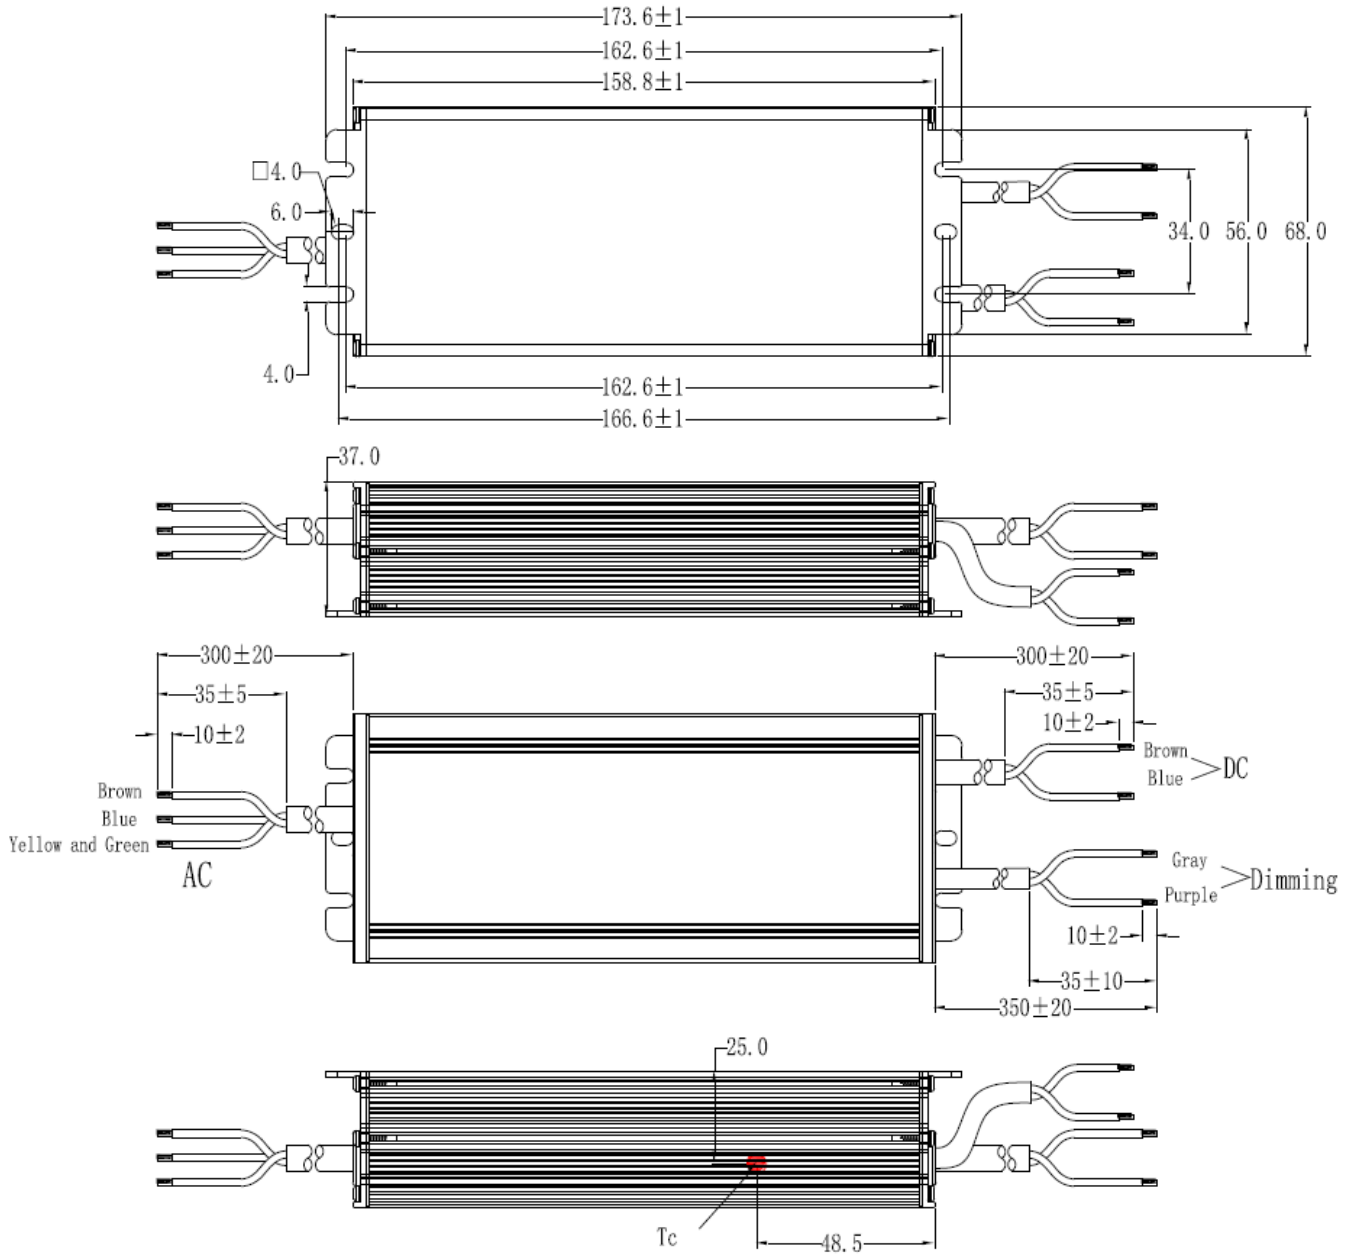 173.6±1
162.6±1
158.8±1
□4.0
6.0
34.0 56.0 68.0
4.0
162.6±1
166.6±1
37.0
300±20 300±20
35±5 35±5
10±2 10±2
Brown Brown
Blue DC
Brown
Blue
Yellow and Green
AC
Gray
Dimming
Purple
10±2
35±10
350±20
25.0
Tc
48.5